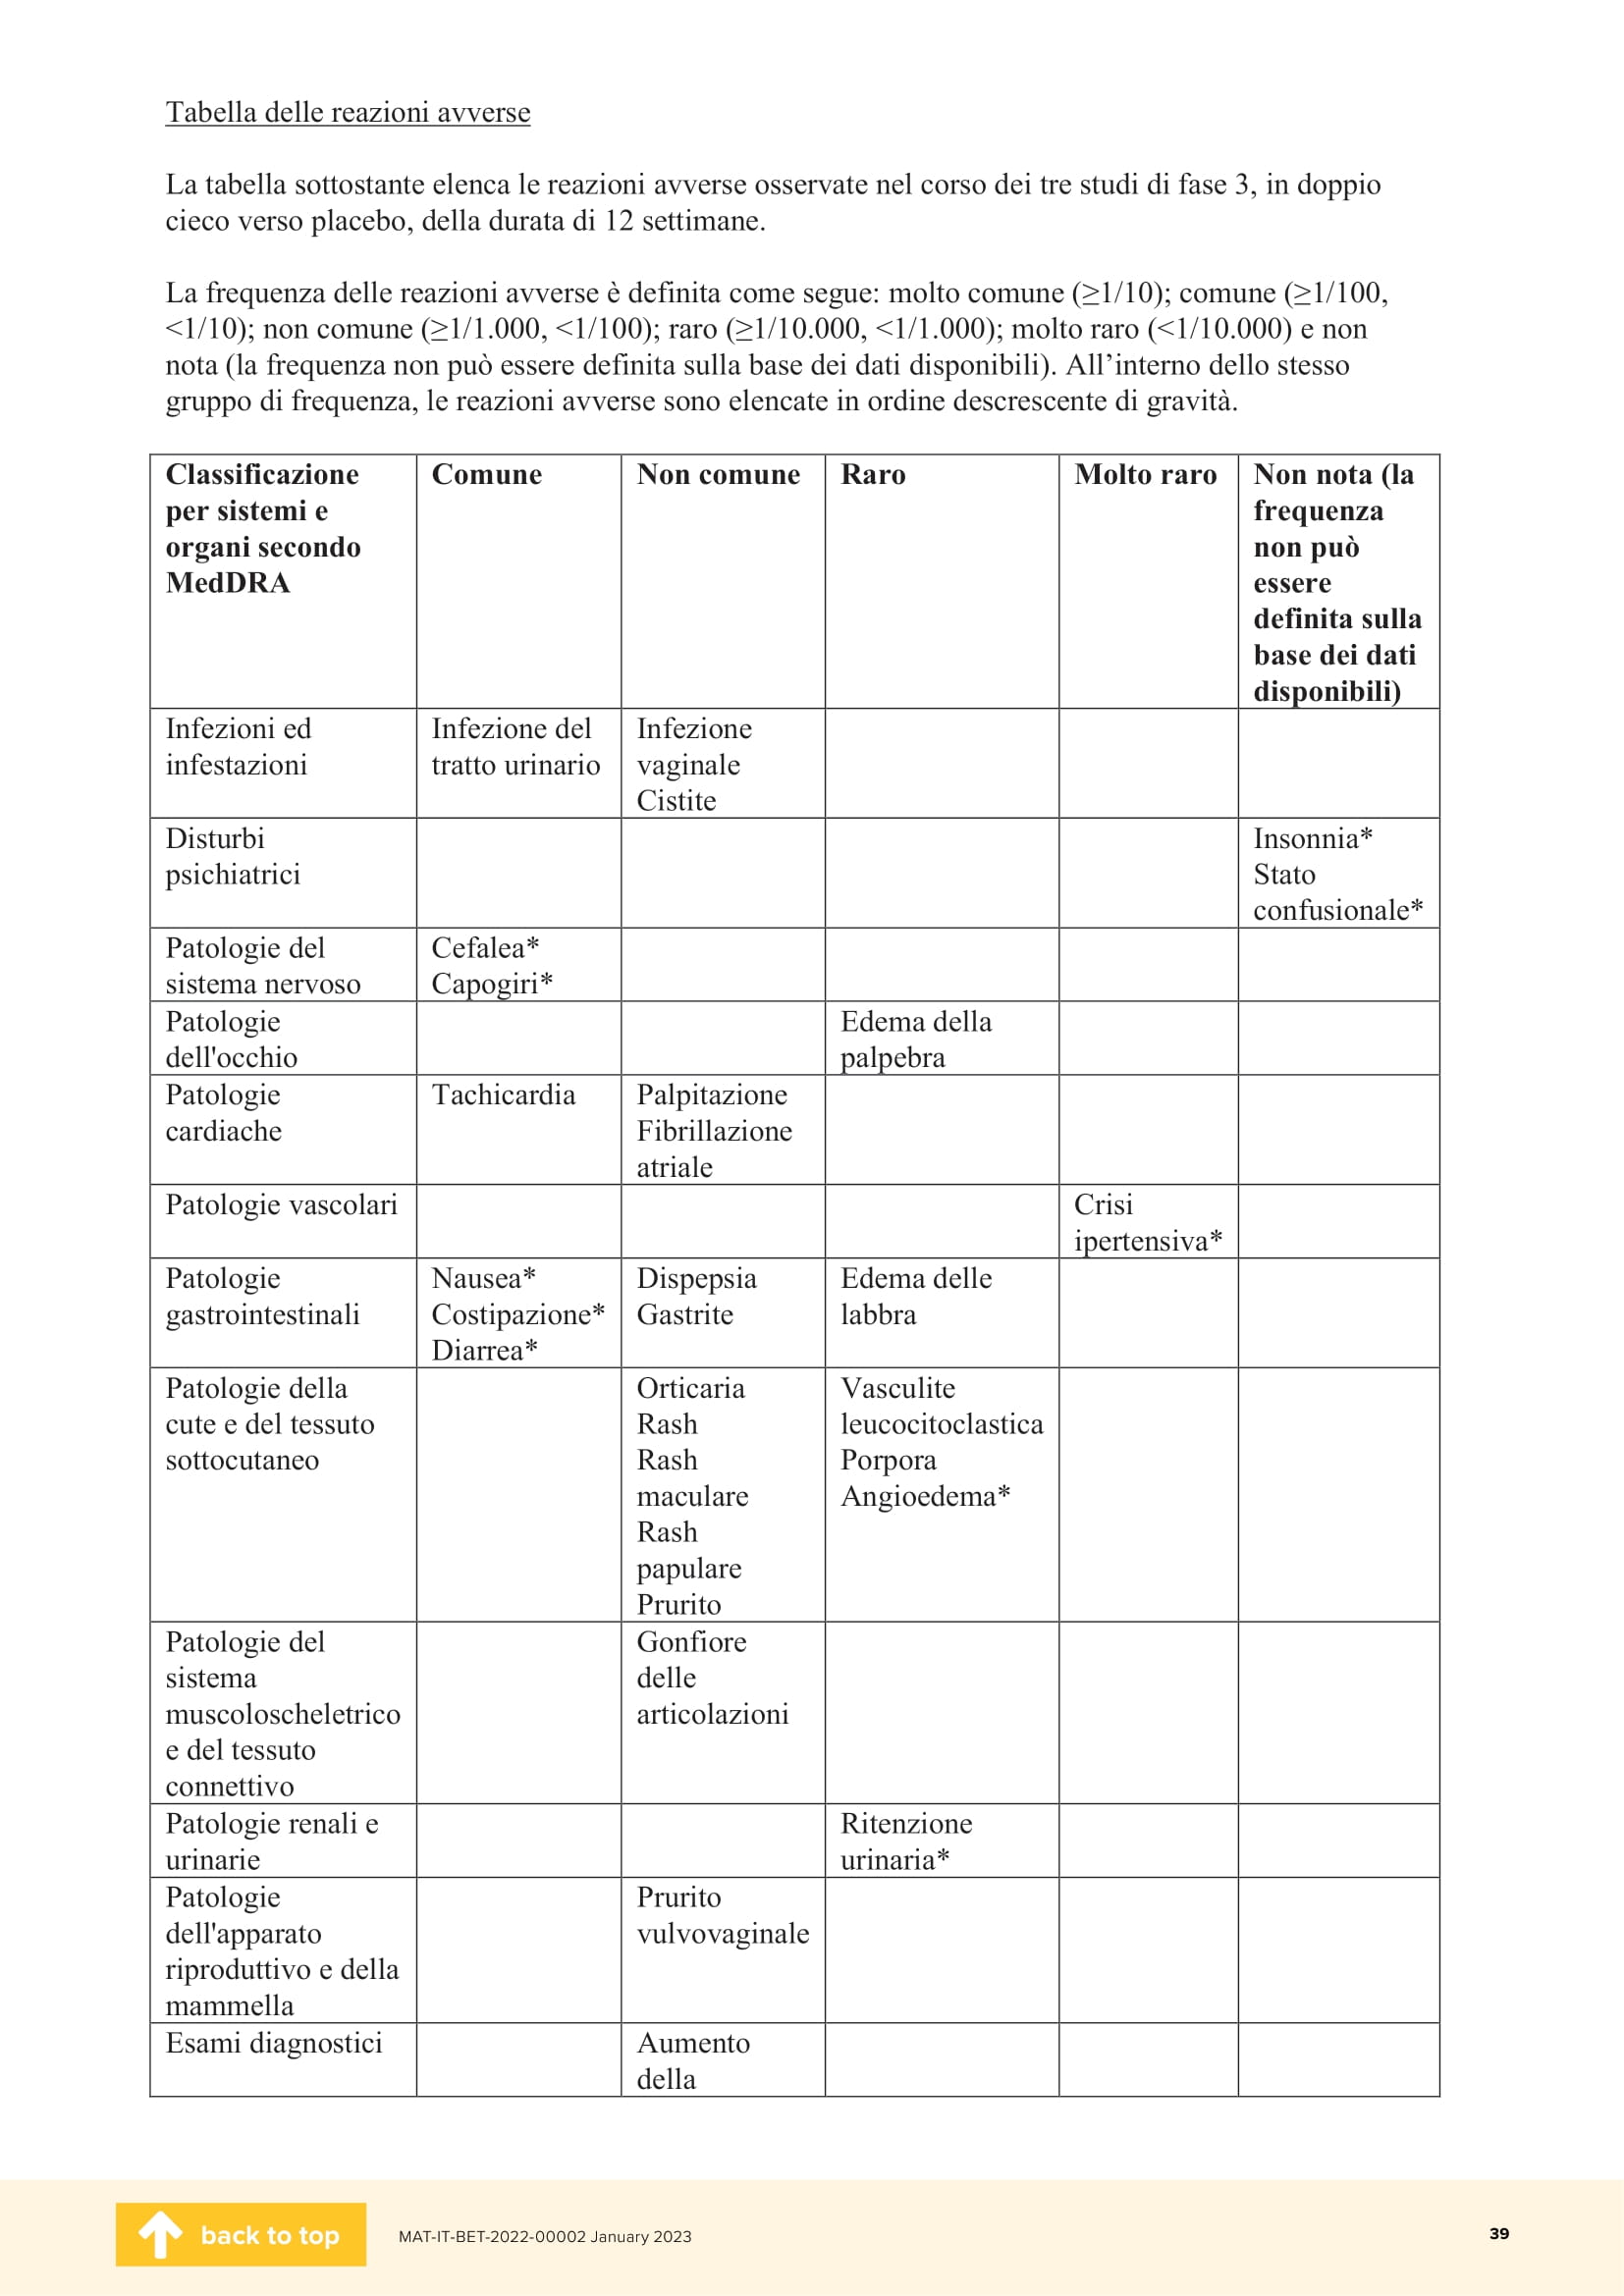 Tabella delle reazioni avverse
La tabella sottostante elenca le reazioni avverse osservate nel corso dei tre studi di fase 3, in doppio
cieco verso placebo, della durata di 12 settimane.
La frequenza delle reazioni avverse è definita come segue: molto comune (≥1/10); comune (≥1/100,
<1/10); non comune (≥1/1.000, <1/100); raro (≥1/10.000, <1/1.000); molto raro (<1/10.000) e non
nota (la frequenza non può essere definita sulla base dei dati disponibili). All’interno dello stesso
gruppo di frequenza, le reazioni avverse sono elencate in ordine descrescente di gravità.
Classificazione
per sistemi e
organi secondo
MedDRA
Comune
Non comune
Raro
Molto raro
Non nota (la
frequenza
non può
essere
definita sulla
base dei dati
disponibili)
Infezioni ed
infestazioni
Infezione del
tratto urinario
Infezione
vaginale
Cistite
Disturbi
psichiatrici
Insonnia*
Stato
confusionale*
Patologie del
sistema nervoso
Cefalea*
Capogiri*
Patologie
dell'occhio
Edema della
palpebra
Patologie
cardiache
Tachicardia
Palpitazione
Fibrillazione
atriale
Patologie vascolari
Crisi
ipertensiva*
Patologie
gastrointestinali
Nausea*
Costipazione*
Diarrea*
Dispepsia
Gastrite
Edema delle
labbra
Patologie della
cute e del tessuto
sottocutaneo
Orticaria
Rash
Rash
maculare
Rash
papulare
Prurito
Vasculite
leucocitoclastica
Porpora
Angioedema*
Patologie del
sistema
muscoloscheletrico
e del tessuto
connettivo
Gonfiore
delle
articolazioni
Patologie renali e
urinarie
Ritenzione
urinaria*
Patologie
dell'apparato
riproduttivo e della
mammella
Prurito
vulvovaginale
Esami diagnostici
Aumento
della
back to top
MAT-IT-BET-2022-00002 January 2023
39